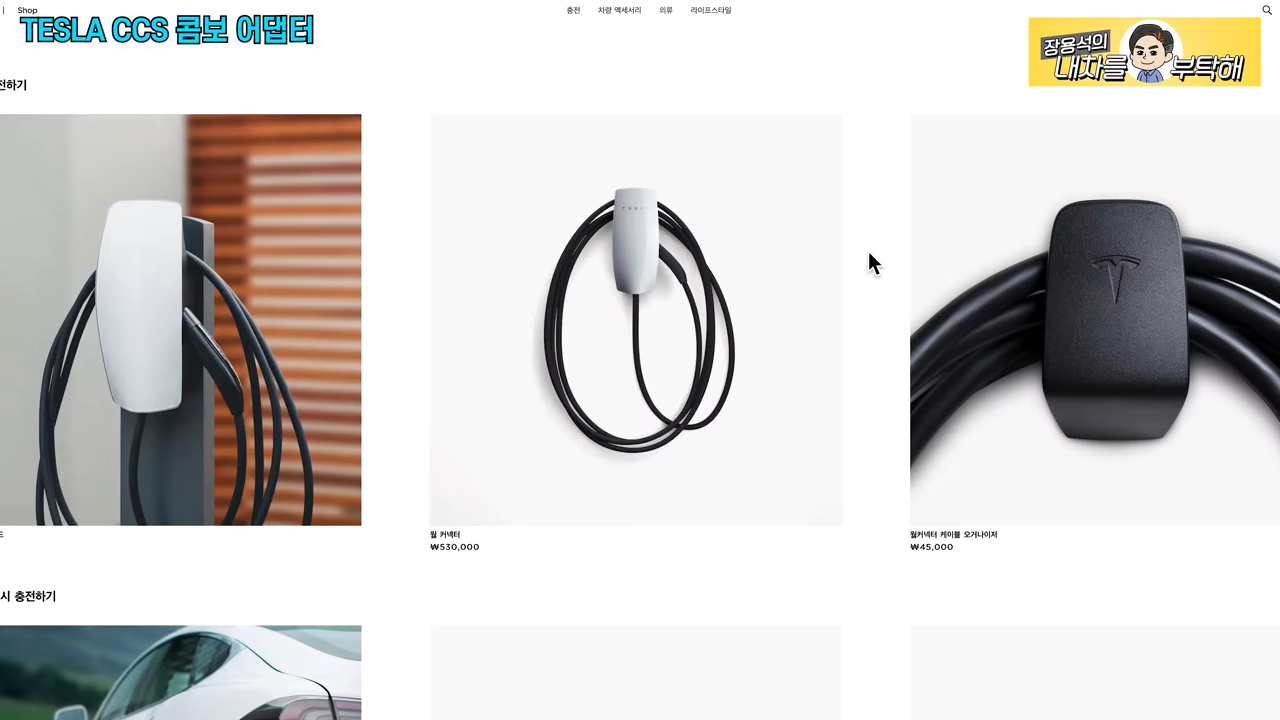 | Shop
충전 차량 액세서리 의류 라이프스타일
TESLA CCS 콤보 어댑터
장용석의
내차를 부탁해
전하기
TESLA
드
월 커넥터
₩530,000
월커넥터 케이블 오거나이저
₩45,000
시 충전하기